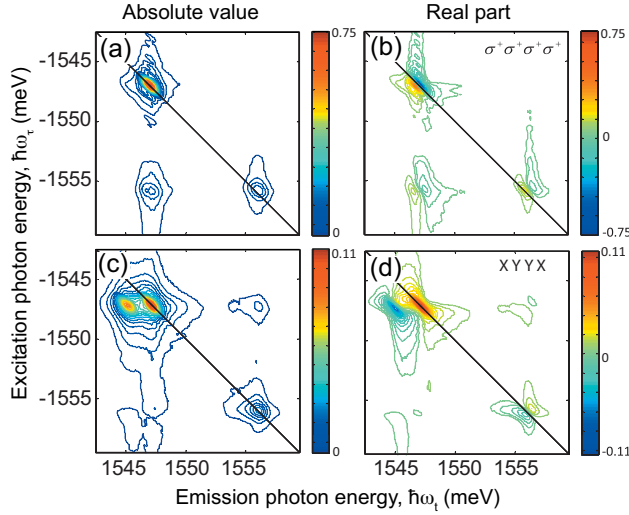 Absolute value
Real part
Excitation photon energy, ħωτ (meV)
-1545
-1550
-1555
(a)
0.75
0
(b)
σ⁺σ⁺σ⁺σ⁺
0.75
0
-0.75
-1545
-1550
-1555
(c)
0.11
0
(d)
XYYX
0.11
0
-0.11
1545
1550
1555
1545
1550
1555
Emission photon energy, ħωt (meV)